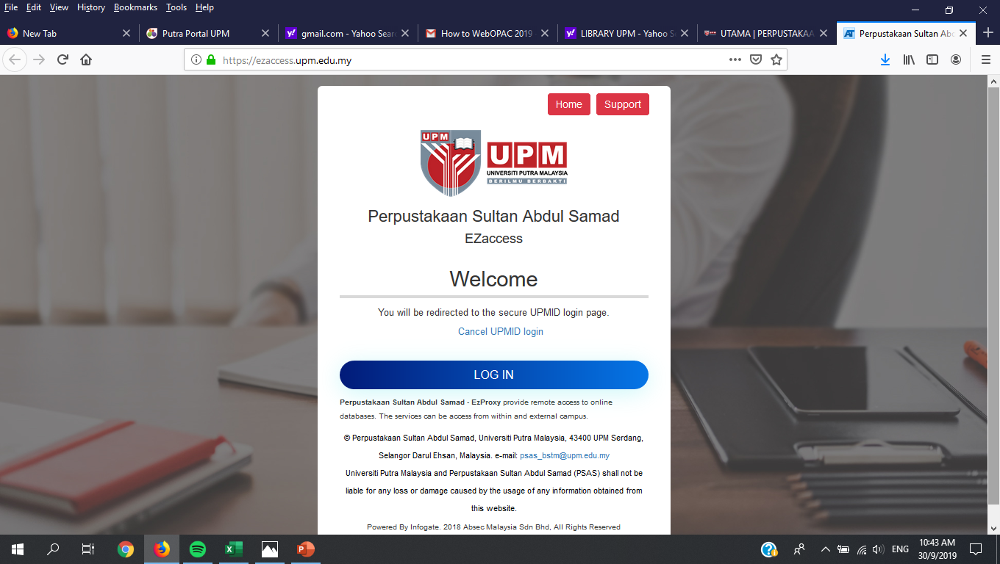 File Edit View History Bookmarks Tools Help
New Tab
Putra Portal UPM
gmail.com - Yahoo Sear
How to WebOPAC 2019
LIBRARY UPM - Yahoo S
UTAMA | PERPUSTAKAA
Perpustakaan Sultan Abd
https://ezaccess.upm.edu.my
Home Support
UPM
UPM
UNIVERSITI PUTRA MALAYSIA
BERILMU BERBAKTI
Perpustakaan Sultan Abdul Samad
EZaccess
Welcome
You will be redirected to the secure UPMID login page.
Cancel UPMID login
LOG IN
Perpustakaan Sultan Abdul Samad - EzProxy provide remote access to online
databases. The services can be access from within and external campus.
© Perpustakaan Sultan Abdul Samad, Universiti Putra Malaysia, 43400 UPM Serdang,
Selangor Darul Ehsan, Malaysia. e-mail: psas_bstm@upm.edu.my
Universiti Putra Malaysia and Perpustakaan Sultan Abdul Samad (PSAS) shall not be
liable for any loss or damage caused by the usage of any information obtained from
this website.
Powered By Infogate. 2018 Absec Malaysia Sdn Bhd, All Rights Reserved
ENG
10:43 AM
30/9/2019